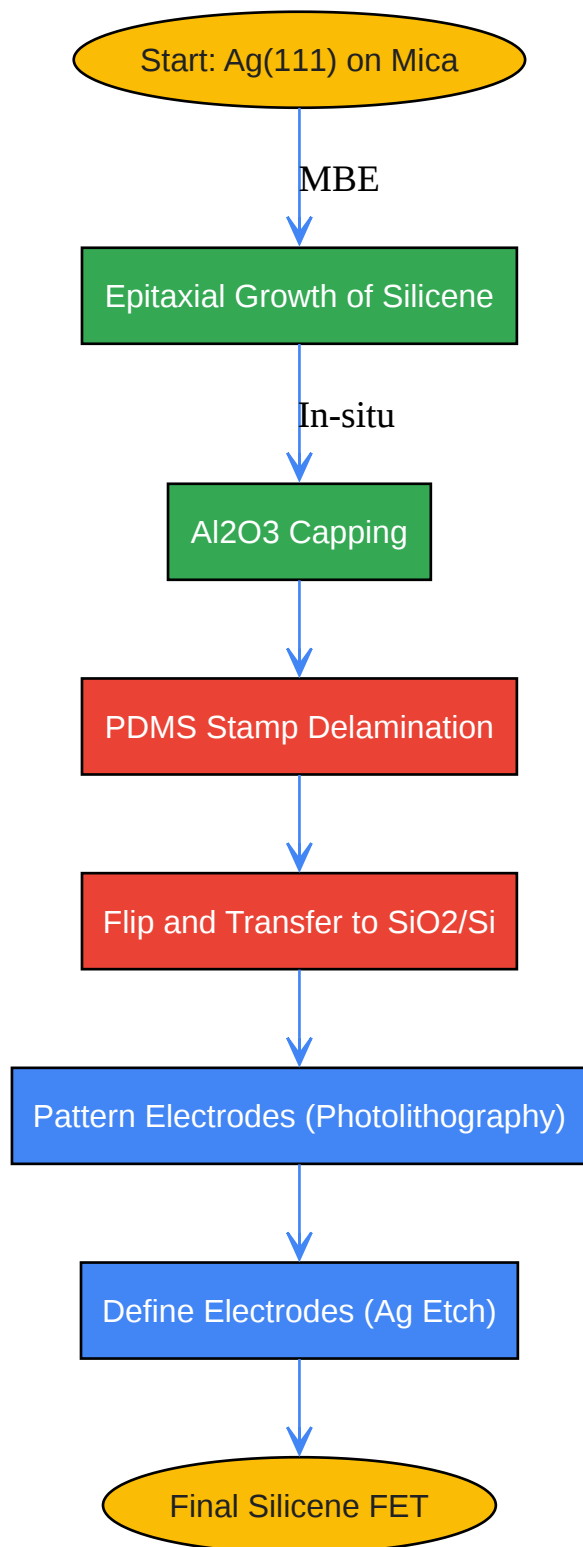 Start: Ag(111) on Mica
MBE
Epitaxial Growth of Silicene
In-situ
Al2O3 Capping
PDMS Stamp Delamination
Flip and Transfer to SiO2/Si
Pattern Electrodes (Photolithography)
Define Electrodes (Ag Etch)
Final Silicene FET